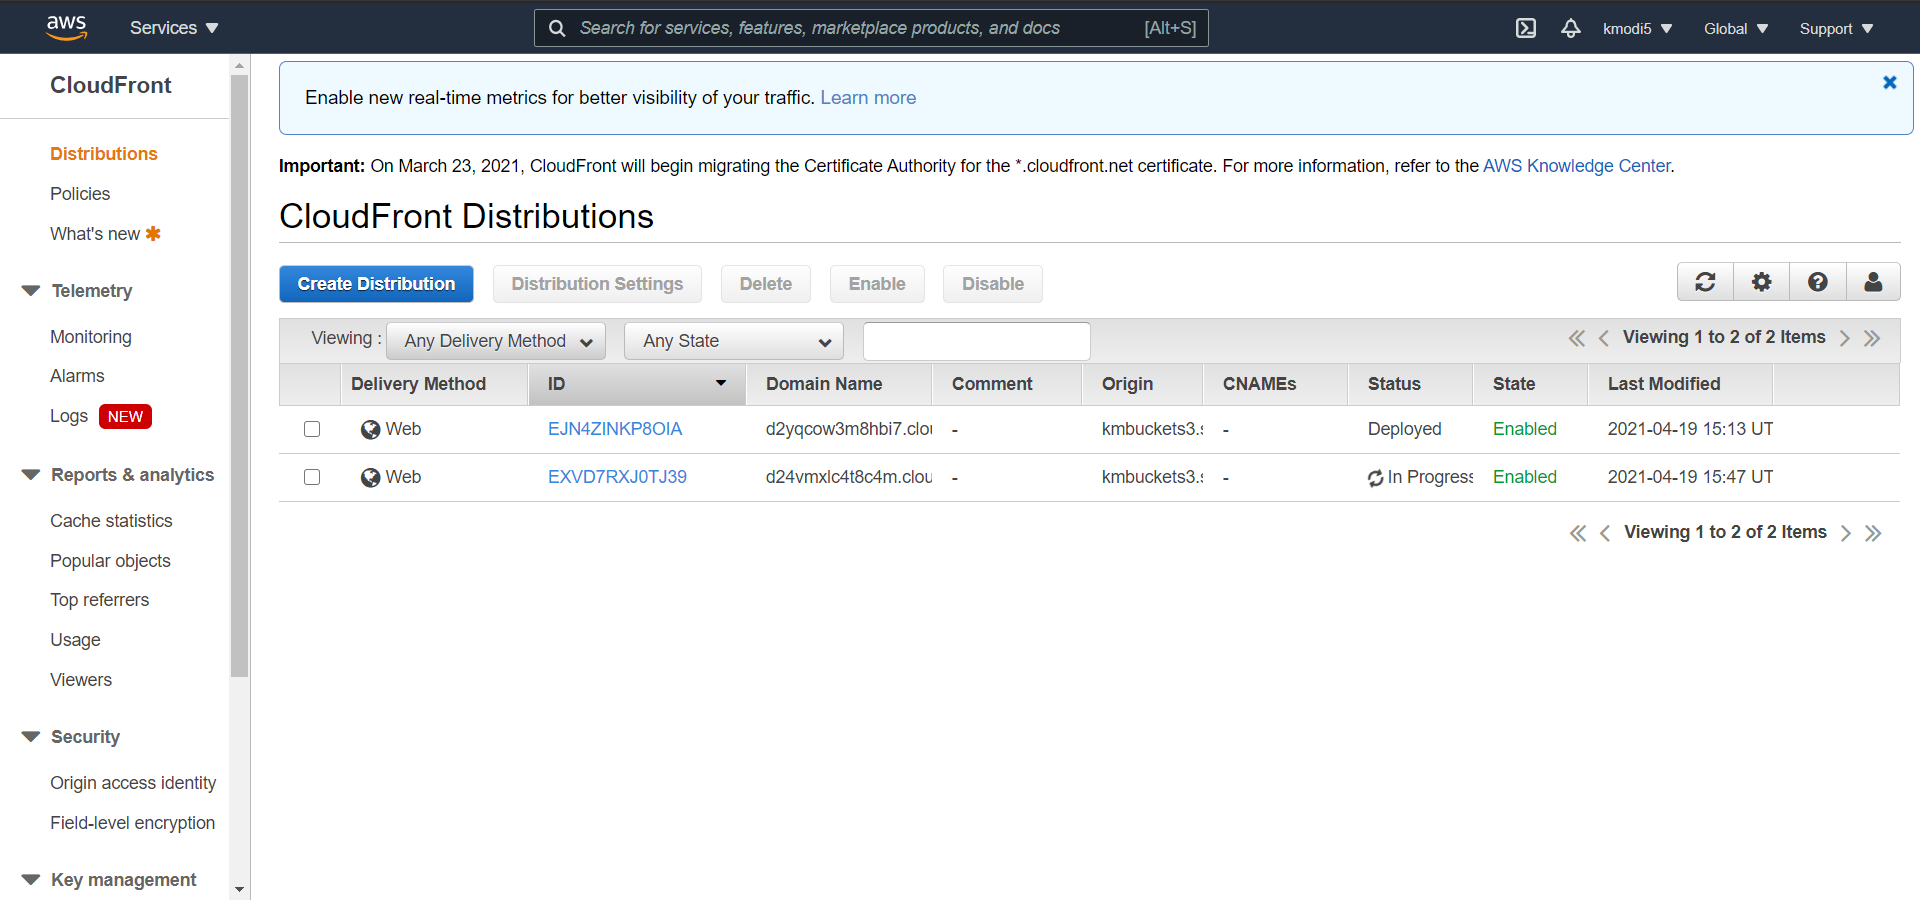 aws
Services
Search for services, features, marketplace products, and docs [Alt+S]
kmodi5
Global
Support
CloudFront
Distributions
Policies
What's new
Telemetry
Monitoring
Alarms
Logs NEW
Reports & analytics
Cache statistics
Popular objects
Top referrers
Usage
Viewers
Security
Origin access identity
Field-level encryption
Key management
Enable new real-time metrics for better visibility of your traffic. Learn more
Important: On March 23, 2021, CloudFront will begin migrating the Certificate Authority for the *.cloudfront.net certificate. For more information, refer to the AWS Knowledge Center.
CloudFront Distributions
Create Distribution Distribution Settings Delete Enable Disable
Viewing : Any Delivery Method Any State Viewing 1 to 2 of 2 Items
Delivery Method ID Domain Name Comment Origin CNAMEs Status State Last Modified
Web EJN4ZINKP8OIA d2yqcow3m8hbi7.clou - kmbuckets3.s - Deployed Enabled 2021-04-19 15:13 UT
Web EXVD7RXJ0TJ39 d24vmxlc4t8c4m.clou - kmbuckets3.s - In Progress Enabled 2021-04-19 15:47 UT
Viewing 1 to 2 of 2 Items